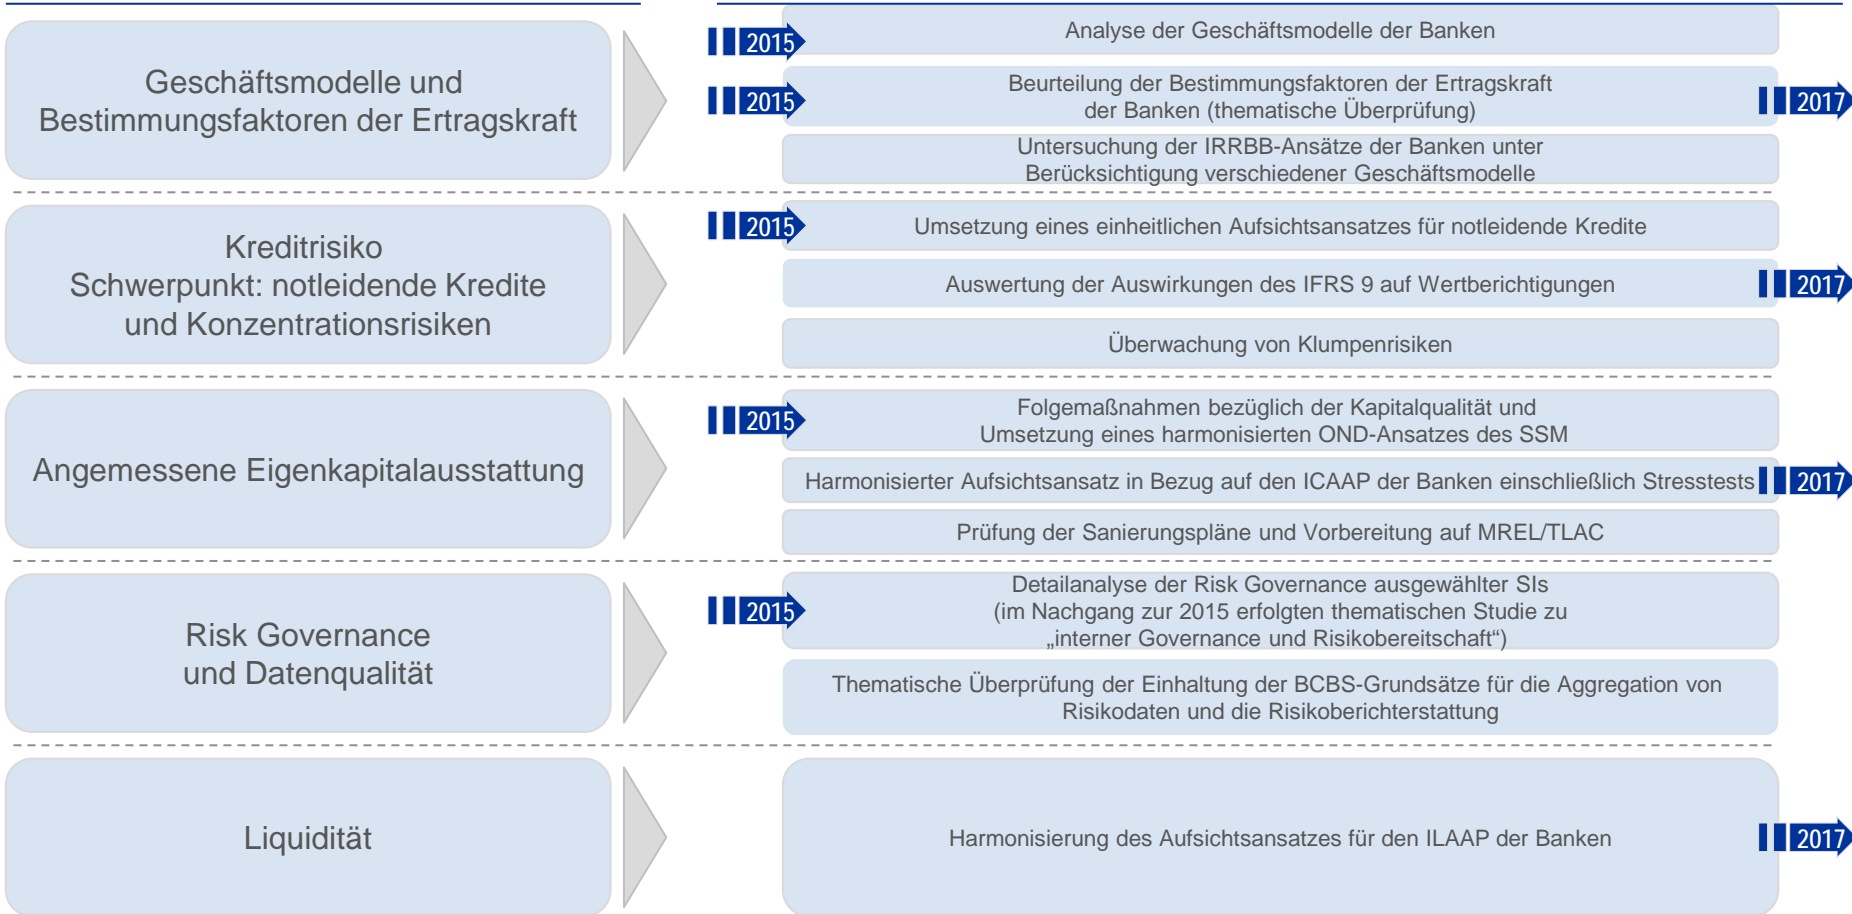 Geschäftsmodelle und
Bestimmungsfaktoren der Ertragskraft
2015
Analyse der Geschäftsmodelle der Banken
2015
Beurteilung der Bestimmungsfaktoren der Ertragskraft
der Banken (thematische Überprüfung)
2017
Untersuchung der IRRBB-Ansätze der Banken unter
Berücksichtigung verschiedener Geschäftsmodelle
Kreditrisiko
Schwerpunkt: notleidende Kredite
und Konzentrationsrisiken
2015
Umsetzung eines einheitlichen Aufsichtsansatzes für notleidende Kredite
Auswertung der Auswirkungen des IFRS 9 auf Wertberichtigungen
2017
Überwachung von Klumpenrisiken
Angemessene Eigenkapitalausstattung
2015
Folgemaßnahmen bezüglich der Kapitalqualität und
Umsetzung eines harmonisierten OND-Ansatzes des SSM
Harmonisierter Aufsichtsansatz in Bezug auf den ICAAP der Banken einschließlich Stresstests
2017
Prüfung der Sanierungspläne und Vorbereitung auf MREL/TLAC
Risk Governance
und Datenqualität
2015
Detailanalyse der Risk Governance ausgewählter SIs
(im Nachgang zur 2015 erfolgten thematischen Studie zu
„interner Governance und Risikobereitschaft“)
Thematische Überprüfung der Einhaltung der BCBS-Grundsätze für die Aggregation von
Risikodaten und die Risikoberichterstattung
Liquidität
Harmonisierung des Aufsichtsansatzes für den ILAAP der Banken
2017